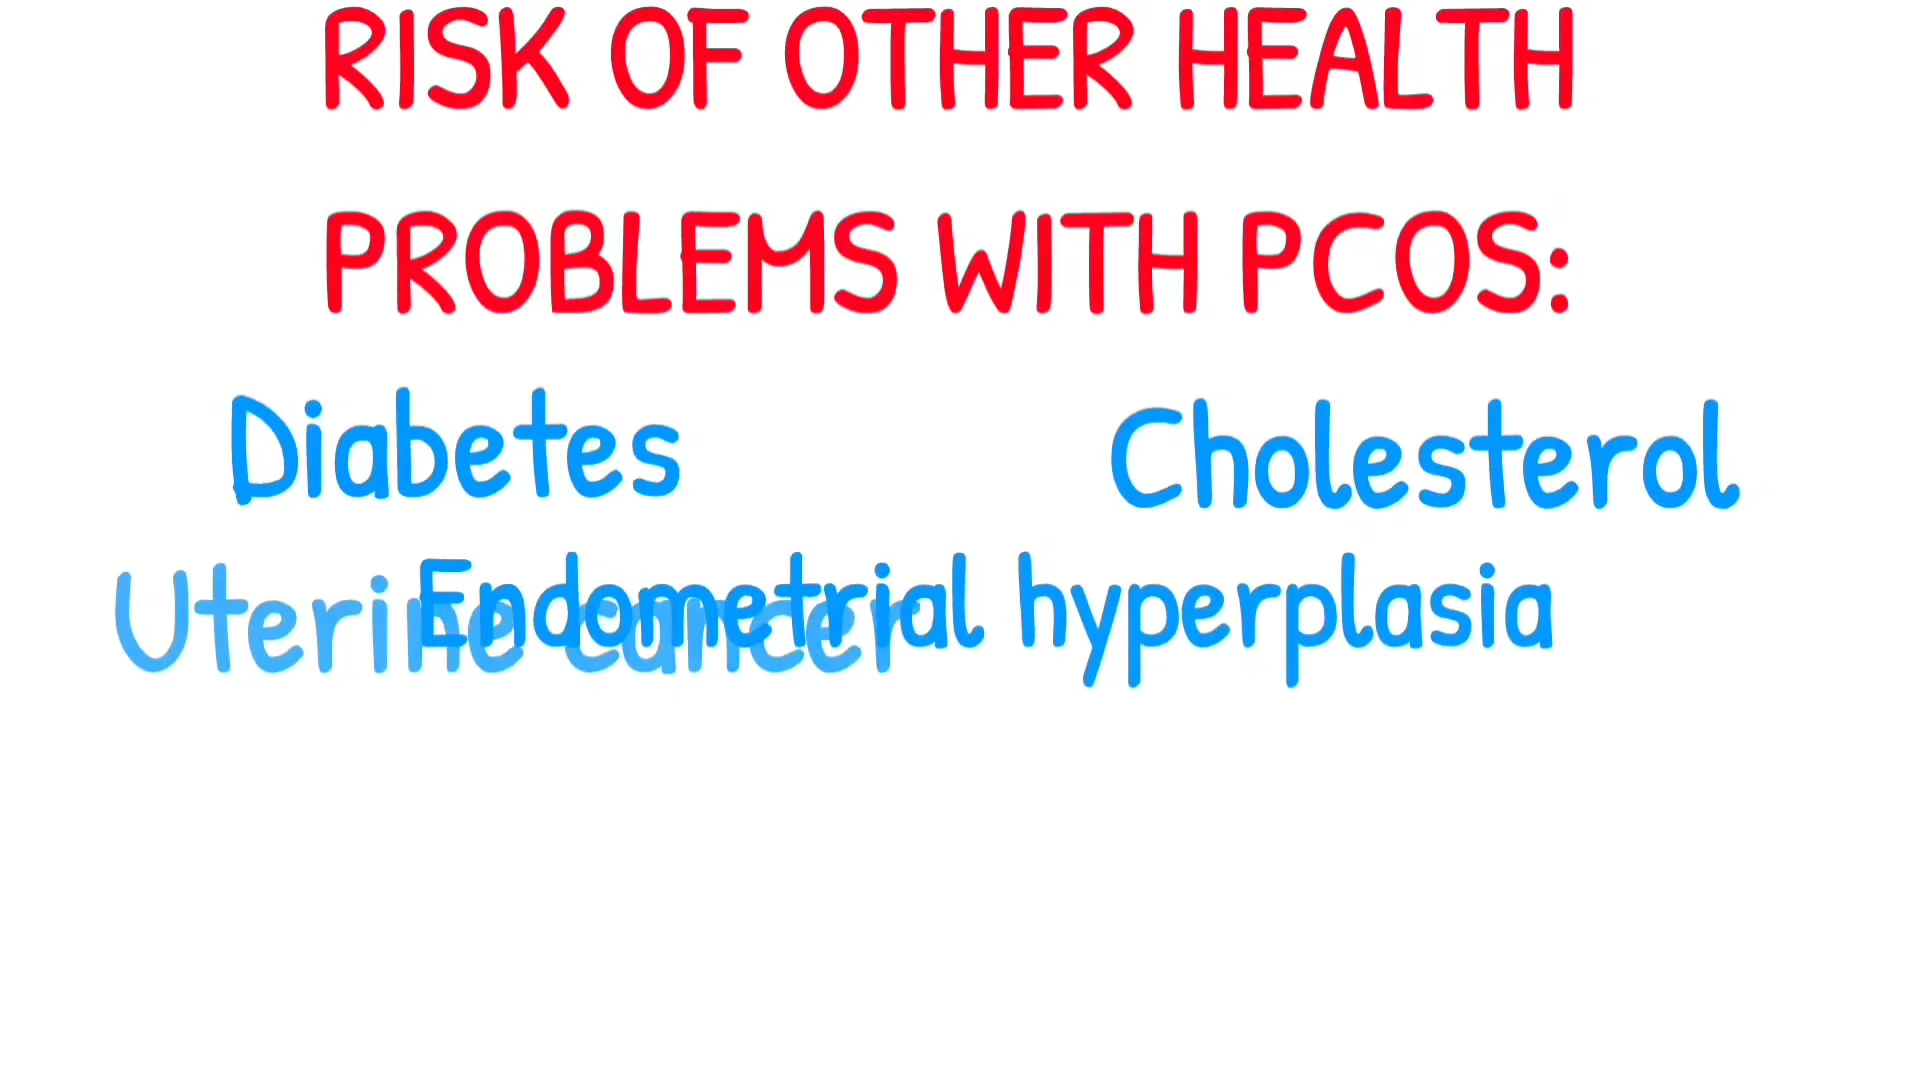 RISK OF OTHER HEALTH
PROBLEMS WITH PCOS:
Diabetes
Cholesterol
Endometrial hyperplasia
Uterine cancer